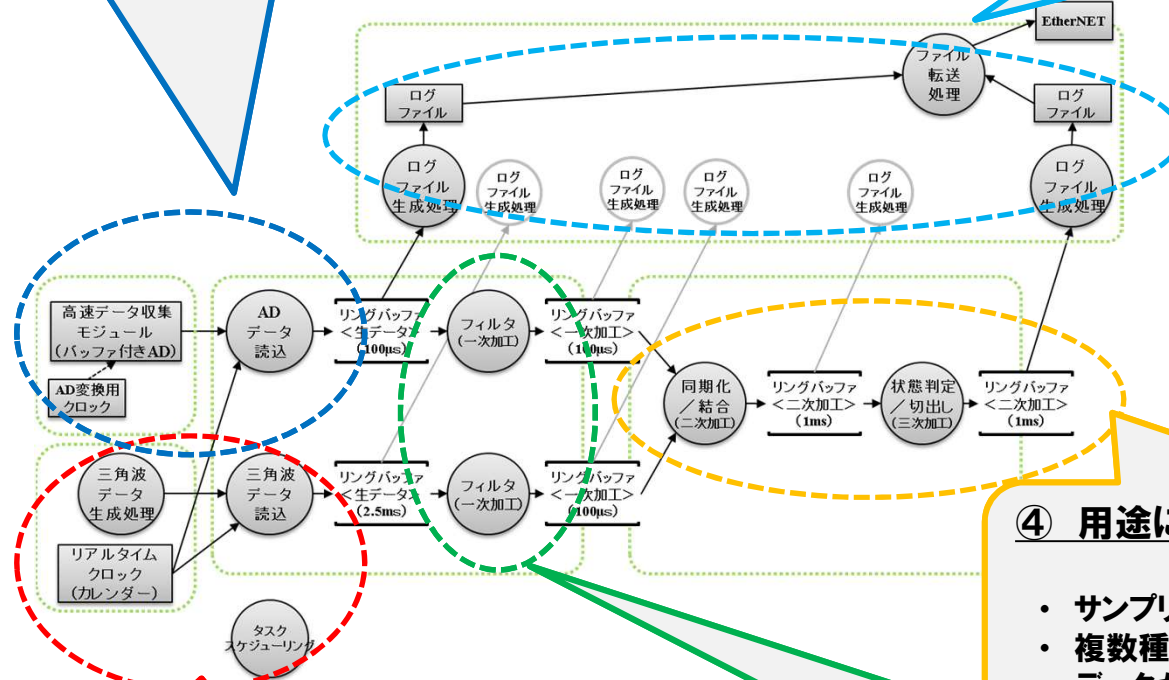 EtherNET
ファイル
転送
処理
ログ
ファイル
ログ
ファイル
ログ
ファイル
生成処理
ログ
ファイル
生成処理
ログ
ファイル
生成処理
ログ
ファイル
生成処理
ログ
ファイル
生成処理
ログ
ファイル
生成処理
高速データ収集
モジュール
(バッファ付きAD)
AD変換用
クロック
AD
データ
読込
リングバッファ
<生データ>
(100μs)
フィルタ
(一次加工)
リングバッファ
<一次加工>
(100μs)
同期化
/結合
(二次加工)
リングバッファ
<二次加工>
(1ms)
状態判定
/切出し
(三次加工)
リングバッファ
<二次加工>
(1ms)
三角波
データ
生成処理
三角波
データ
読込
リングバッファ
<生データ>
(2.5ms)
フィルタ
(一次加工)
リングバッファ
<一次加工>
(100μs)
リアルタイム
クロック
(カレンダー)
タスク
スケジューリング
④ 用途に
・ サンプリ
・ 複数種